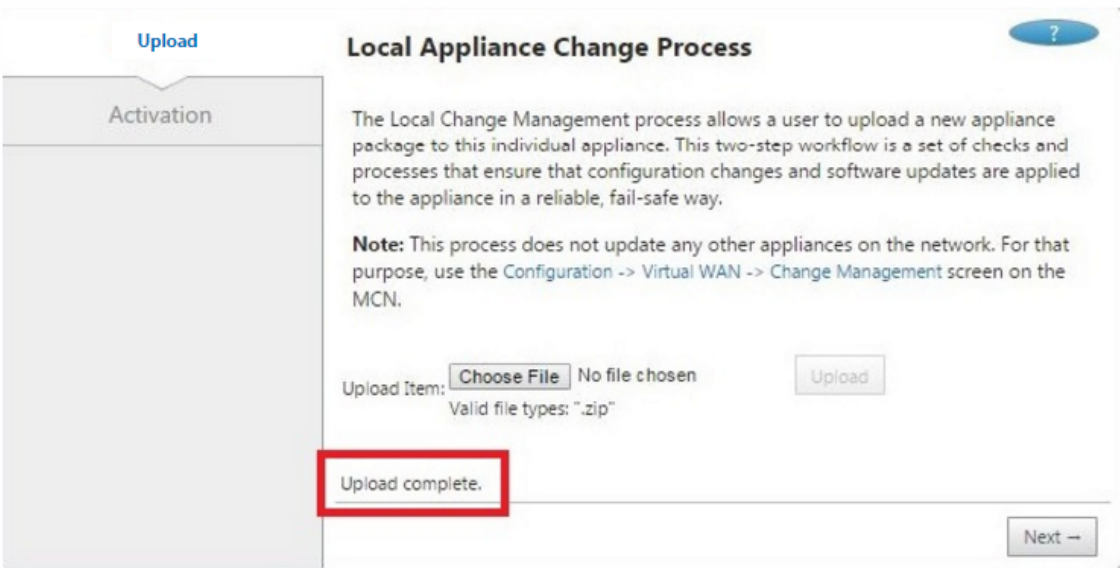 Upload
Local Appliance Change Process
?
Activation
The Local Change Management process allows a user to upload a new appliance
package to this individual appliance. This two-step workflow is a set of checks and
processes that ensure that configuration changes and software updates are applied
to the appliance in a reliable, fail-safe way.
Note: This process does not update any other appliances on the network. For that
purpose, use the Configuration -> Virtual WAN -> Change Management screen on the
MCN.
Upload Item: Choose File No file chosen Upload
Valid file types: ".zip"
Upload complete.
Next →